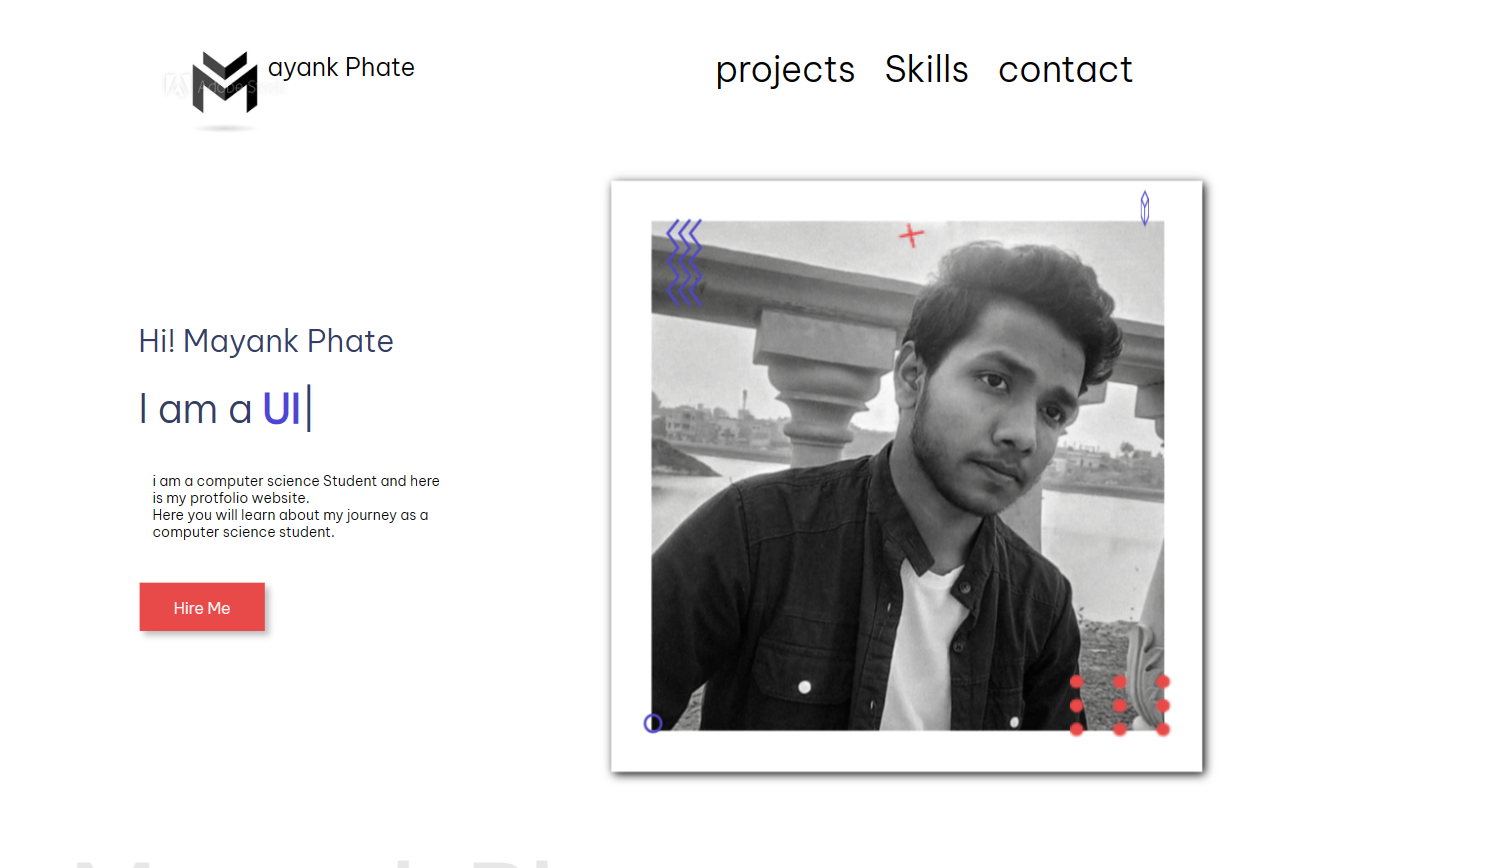 M ayank Phate
projects Skills contact
Hi! Mayank Phate
I am a UI|
i am a computer science Student and here
is my protfolio website.
Here you will learn about my journey as a
computer science student.
Hire Me